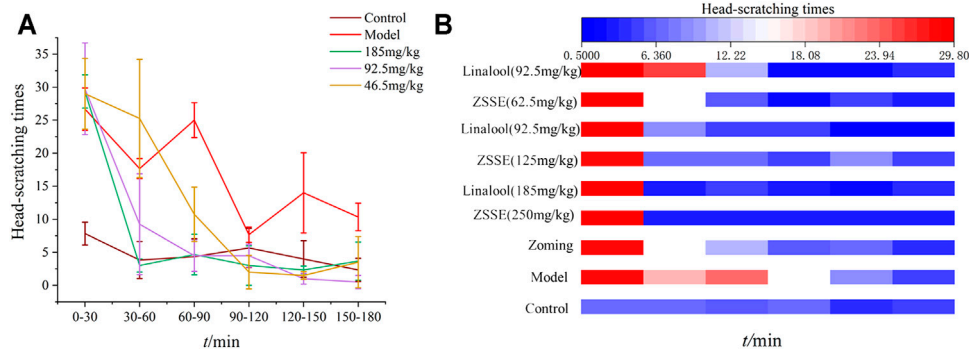 A
Control
Model
185mg/kg
92.5mg/kg
46.5mg/kg
Head-scratching times
35
30
25
20
15
10
5
0
0-30 30-60 60-90 90-120 120-150 150-180
t/min
B
Head-scratching times
0.5000 6.360 12.22 18.08 23.94 29.80
Linalool(92.5mg/kg)
ZSSE(62.5mg/kg)
Linalool(92.5mg/kg)
ZSSE(125mg/kg)
Linalool(185mg/kg)
ZSSE(250mg/kg)
Zoming
Model
Control
t/min